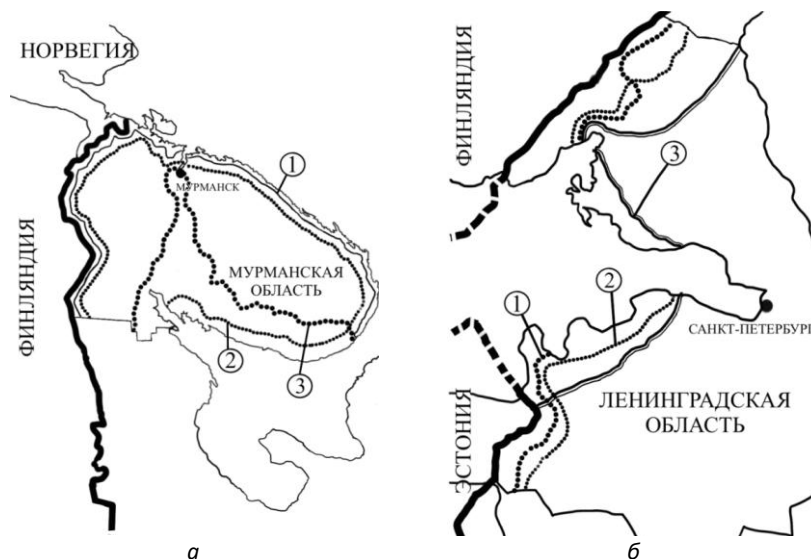 НОРВЕГИЯ
ФИНЛЯНДИЯ
МУРМАНСК
МУРМАНСКАЯ
ОБЛАСТЬ
1
2
3
а
ФИНЛЯНДИЯ
3
1
2
САНКТ-ПЕТЕРБУРГ
ЭСТОНИЯ
ЛЕНИНГРАДСКАЯ
ОБЛАСТЬ
б